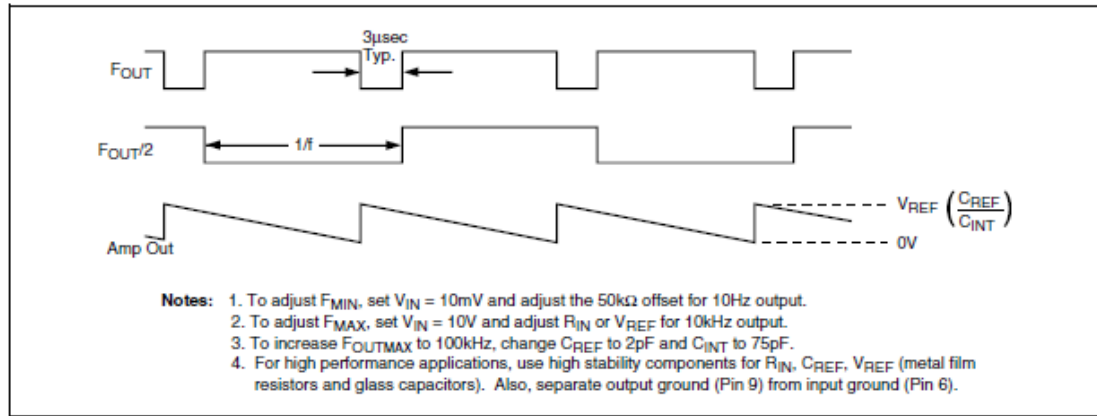 3µsec
Typ.
FOUT
FOUT/2
1/f
Amp Out
VREF (CREF/CINT)
0V
Notes: 1. To adjust FMIN, set VIN = 10mV and adjust the 50kΩ offset for 10Hz output.
2. To adjust FMAX, set VIN = 10V and adjust RIN or VREF for 10kHz output.
3. To increase FOUTMAX to 100kHz, change CREF to 2pF and CINT to 75pF.
4. For high performance applications, use high stability components for RIN, CREF, VREF (metal film
resistors and glass capacitors). Also, separate output ground (Pin 9) from input ground (Pin 6).